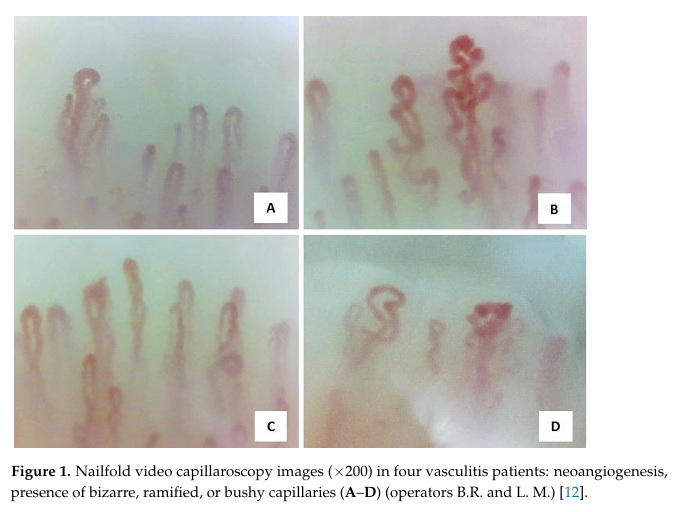 A
B
C
D
Figure 1. Nailfold video capillaroscopy images (×200) in four vasculitis patients: neoangiogenesis,
presence of bizarre, ramified, or bushy capillaries (A–D) (operators B.R. and L. M.) [12].